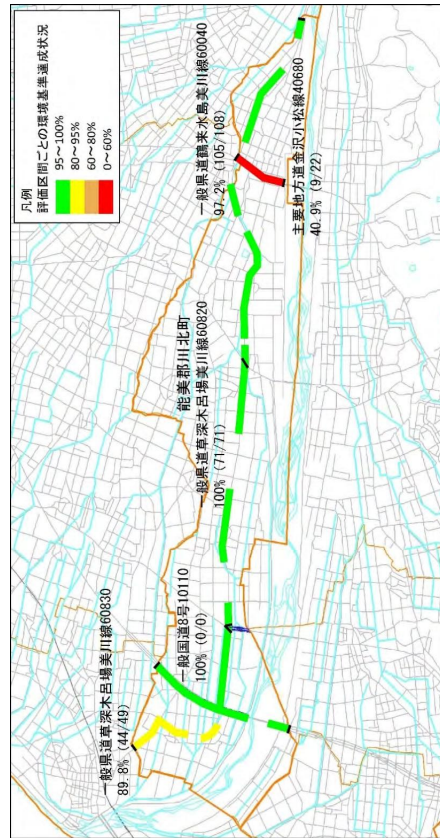 凡例
評価区間ごとの環境基準達成状況
95～100%
80～95%
60～80%
0～60%
一般県道草深木呂場美川線60830
89.8% (44/49)
一般国道8号10110
100% (0/0)
能美郡川北町
一般県道草深木呂場美川線60820
100% (71/71)
一般県道鶴来水島美川線60040
97.2% (105/108)
主要地方道金沢小松線40680
40.9% (9/22)